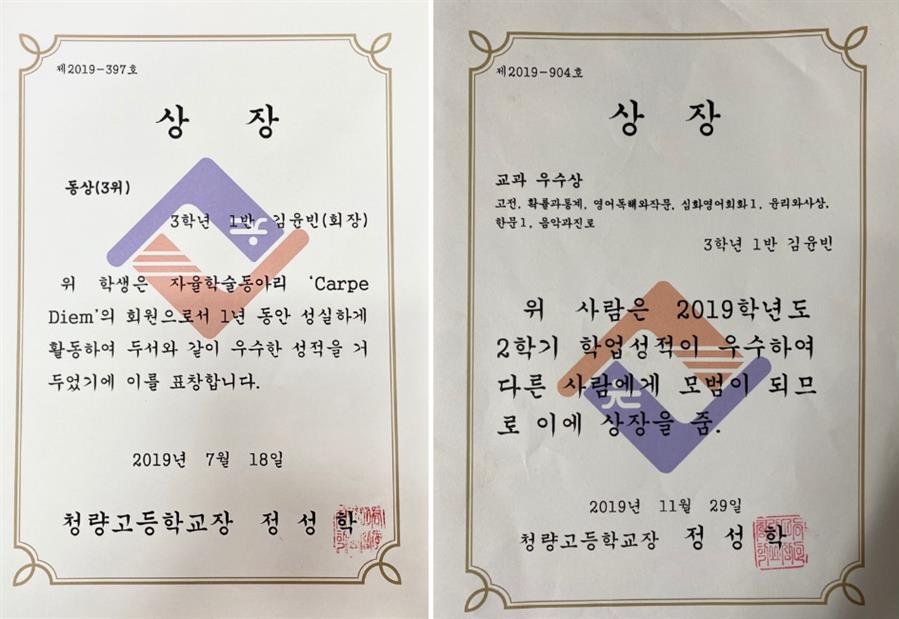 제2019-397호
상 장
동상(3위)
3학년 1반 김윤빈(회장)
위 학생은 자율학술동아리 ‘Carpe
Diem’의 회원으로서 1년 동안 성실하게
활동하여 두서와 같이 우수한 성적을 거
두었기에 이를 표창합니다.
2019년 7월 18일
청량고등학교장 정 성 학
제2019-904호
상 장
교과 우수상
고전, 확률과통계, 영어독해와작문, 심화영어회화Ⅰ, 윤리와사상,
한문Ⅰ, 음악과진로
3학년 1반 김윤빈
위 사람은 2019학년도
2학기 학업성적이 우수하여
다른 사람에게 모범이 되므
로 이에 상장을 줌.
2019년 11월 29일
청량고등학교장 정 성 학